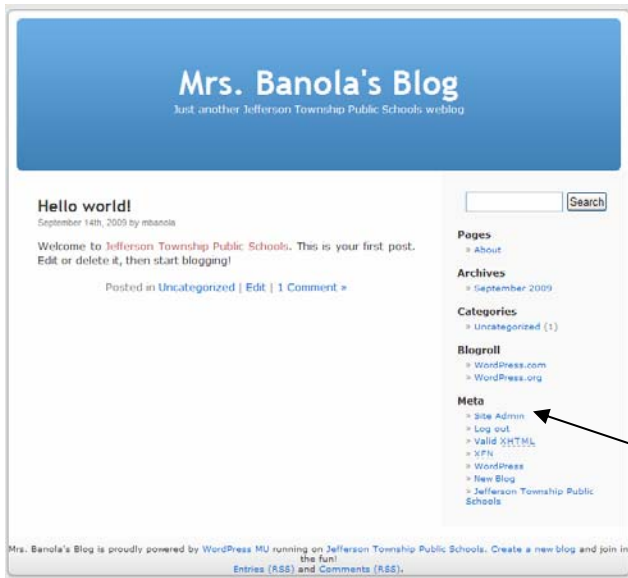 Mrs. Banola's Blog
Just another Jefferson Township Public Schools weblog
Hello world!
September 14th, 2009 by mbanola
Welcome to Jefferson Township Public Schools. This is your first post.
Edit or delete it, then start blogging!
Posted in Uncategorized | Edit | 1 Comment »
Search
Pages
» About
Archives
» September 2009
Categories
» Uncategorized (1)
Blogroll
» WordPress.com
» WordPress.org
Meta
» Site Admin
» Log out
» Valid XHTML
» XFN
» WordPress
» New Blog
» Jefferson Township Public
Schools
Mrs. Banola's Blog is proudly powered by WordPress MU running on Jefferson Township Public Schools. Create a new blog and join in
the fun!
Entries (RSS) and Comments (RSS).